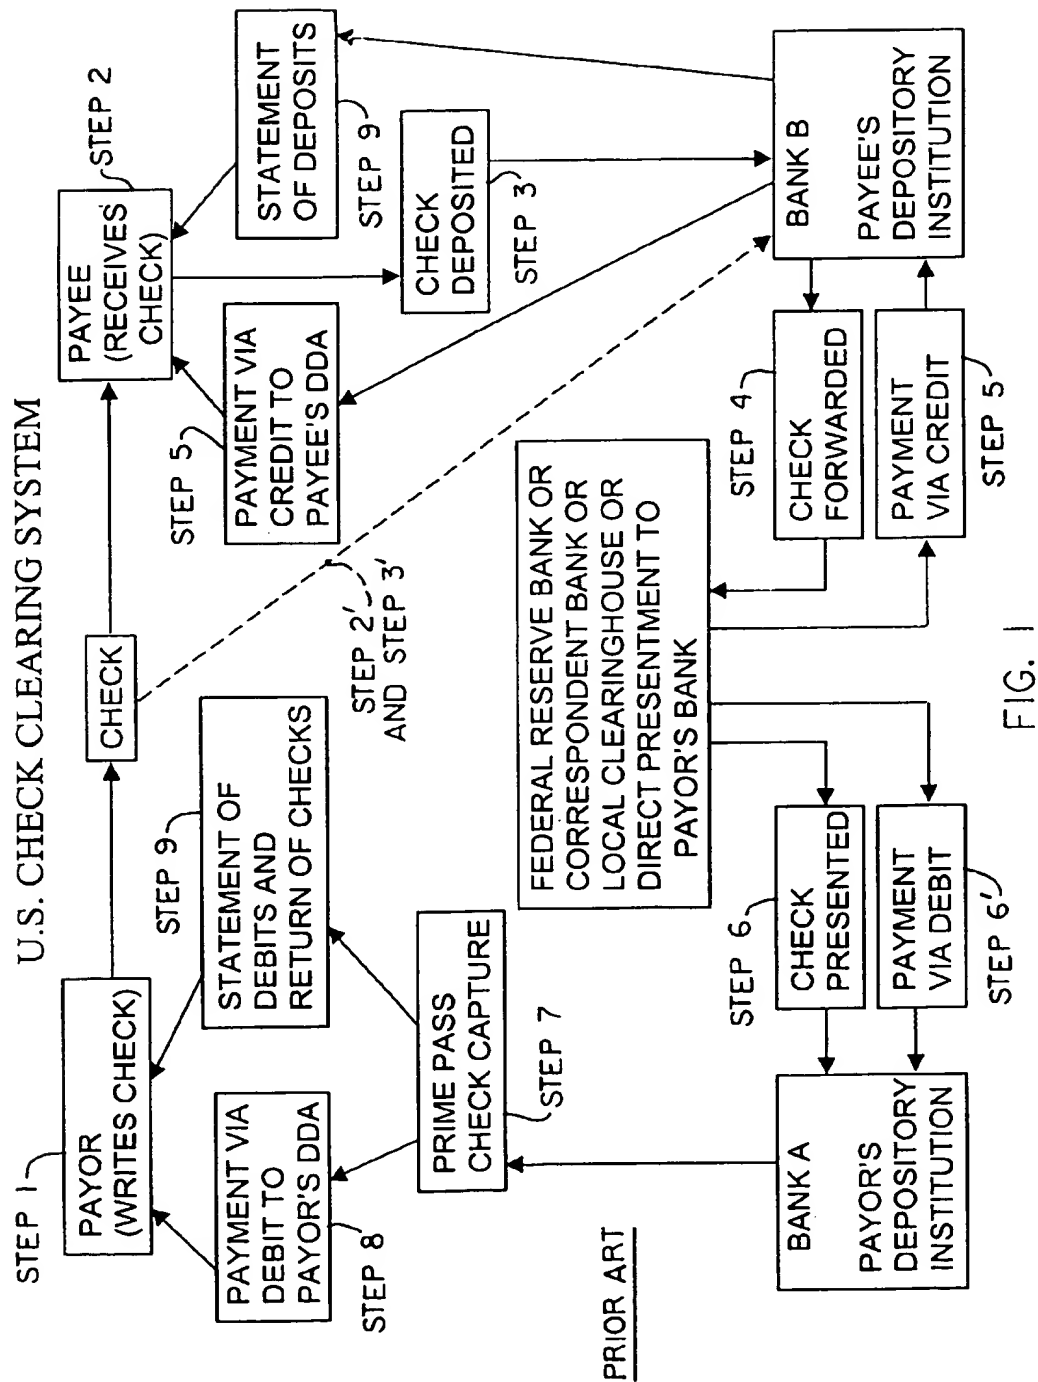 U.S. CHECK CLEARING SYSTEM
STEP 1
PAYOR
(WRITES CHECK)
CHECK
PAYEE
(RECEIVES'
CHECK)
STEP 2
PAYMENT VIA
DEBIT TO
PAYOR'S DDA
STEP 8
STEP 9
STATEMENT OF
DEBITS AND
RETURN OF CHECKS
STEP 2'
AND STEP 3'
STEP 5
PAYMENT VIA
CREDIT TO
PAYEE'S DDA
STATEMENT
OF DEPOSITS
STEP 9
CHECK
DEPOSITED
STEP 3
PRIME PASS
CHECK CAPTURE
STEP 7
FEDERAL RESERVE BANK OR
CORRESPONDENT BANK OR
LOCAL CLEARINGHOUSE OR
DIRECT PRESENTMENT TO
PAYOR'S BANK
PRIOR ART
BANK A
PAYOR'S
DEPOSITORY
INSTITUTION
STEP 6
CHECK
PRESENTED
PAYMENT
VIA DEBIT
STEP 6'
STEP 4
CHECK
FORWARDED
PAYMENT
VIA CREDIT
STEP 5
BANK B
PAYEE'S
DEPOSITORY
INSTITUTION
FIG. 1